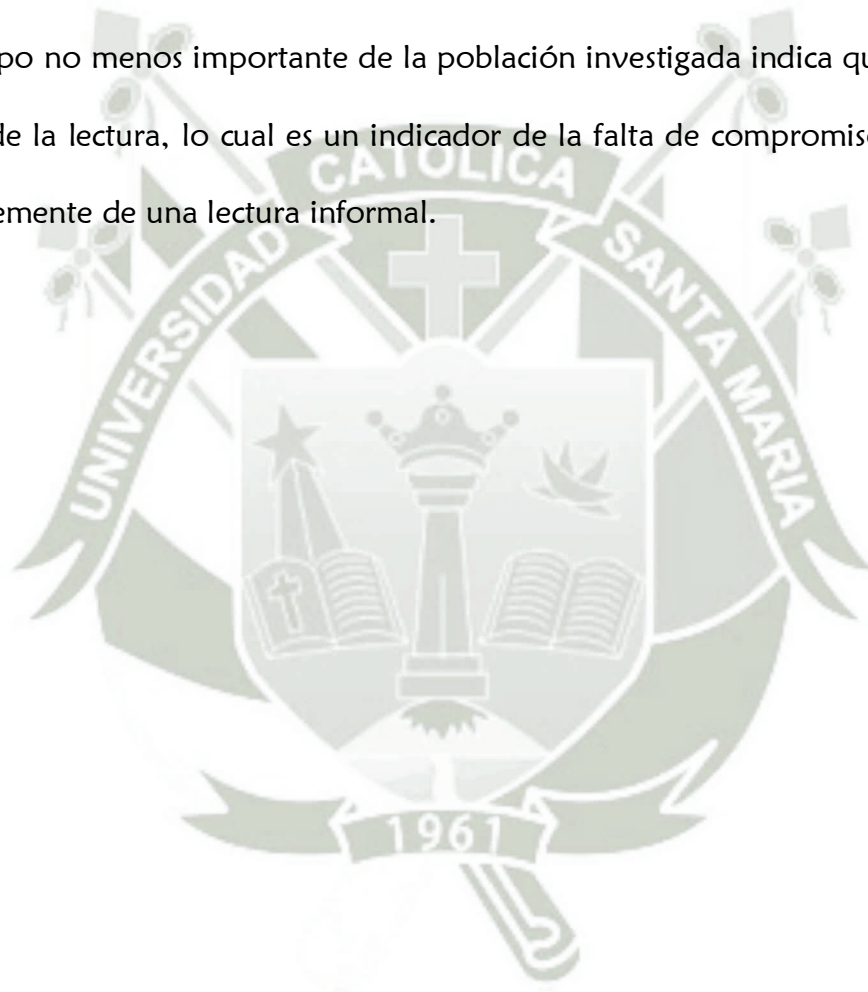 po no menos importante de la población investigada indica qu
de la lectura, lo cual es un indicador de la falta de compromiso
emente de una lectura informal.
CATOLICA
UNIVERSIDAD
SANTA MARIA
1961